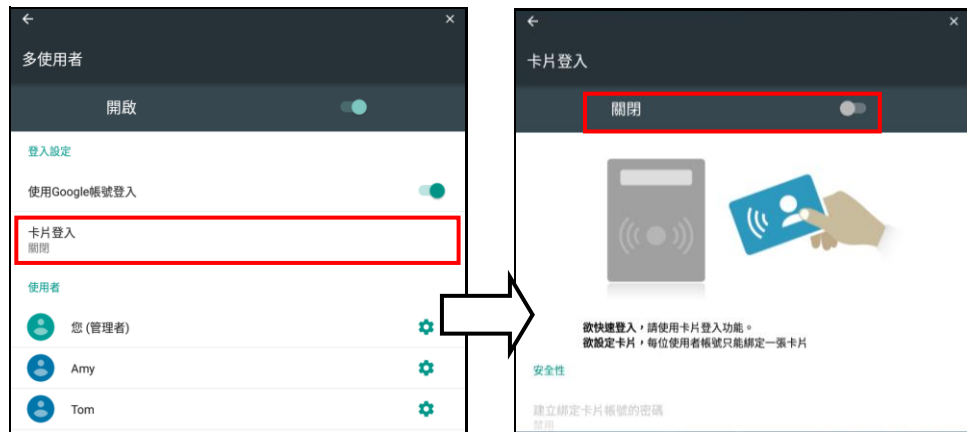 多使用者
開啟
登入設定
使用Google帳號登入
卡片登入
關閉
使用者
您 (管理者)
Amy
Tom
卡片登入
關閉
欲快速登入，請使用卡片登入功能。
欲設定卡片，每位使用者帳號只能綁定一張卡片
安全性
建立綁定卡片帳號的密碼
禁用